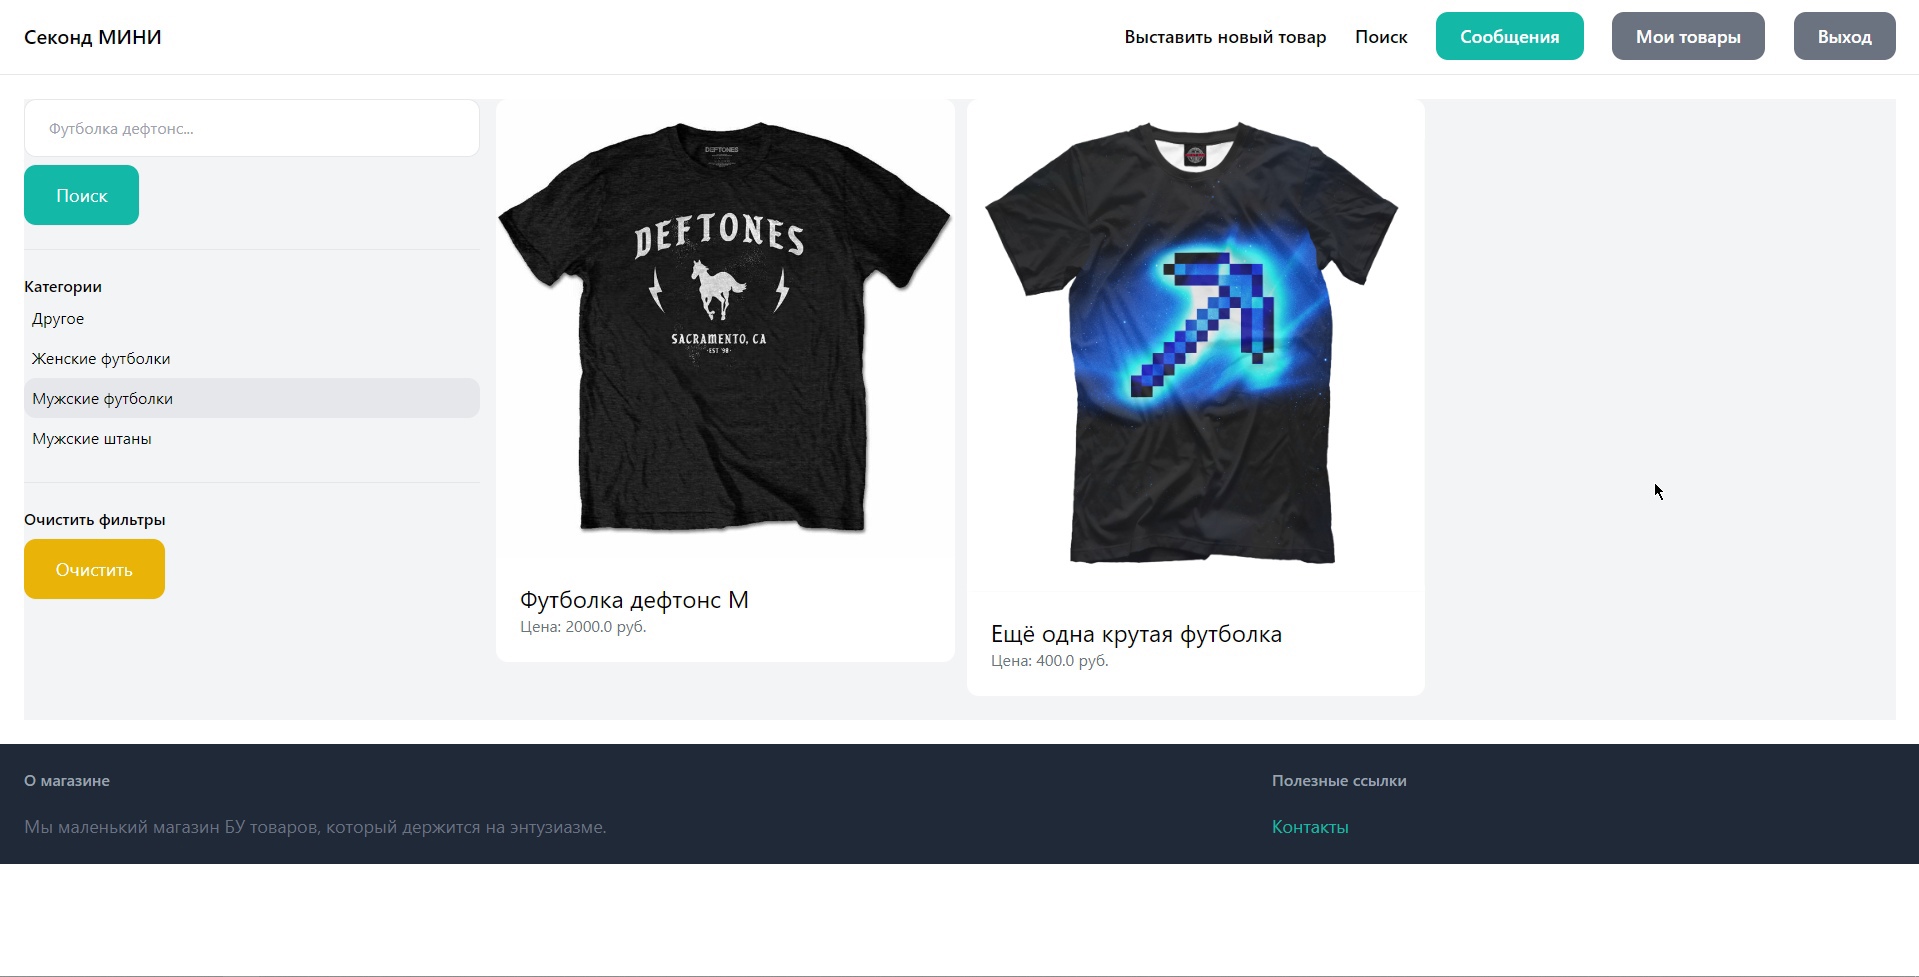 Секонд МИНИ
Выставить новый товар
Поиск
Сообщения
Мои товары
Выход
Футболка дефтонс...
Поиск
Категории
Другое
Женские футболки
Мужские футболки
Мужские штаны
Очистить фильтры
Очистить
DEFTONES
DEFTONES
SACRAMENTO, CA
Футболка дефтонс М
Цена: 2000.0 руб.
Ещё одна крутая футболка
Цена: 400.0 руб.
О магазине
Мы маленький магазин БУ товаров, который держится на энтузиазме.
Полезные ссылки
Контакты